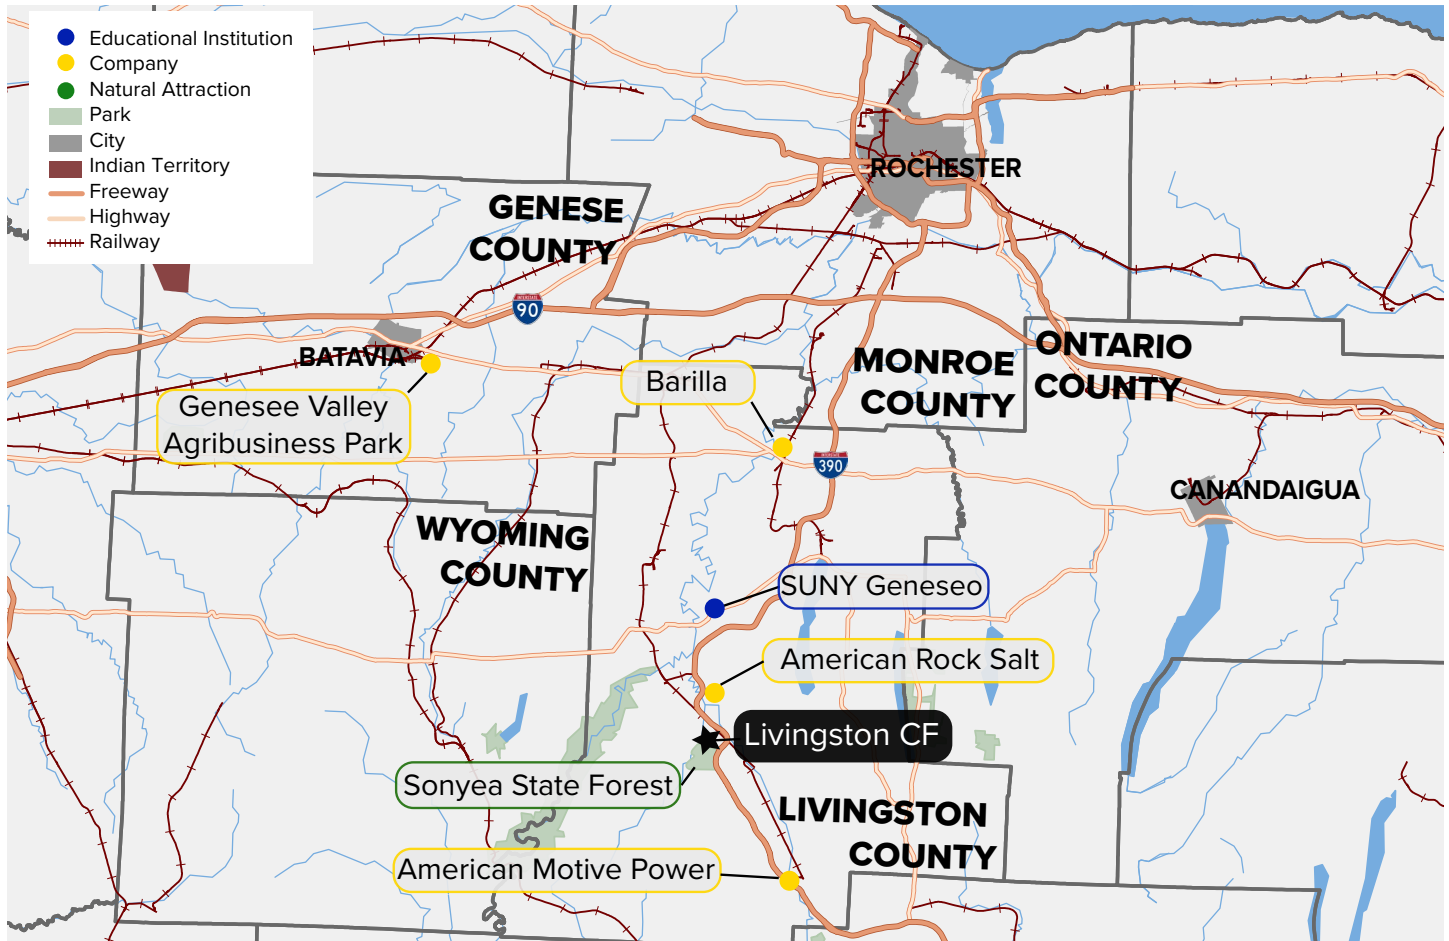 Educational Institution
Company
Natural Attraction
Park
City
Indian Territory
Freeway
Highway
Railway
ROCHESTER
GENESE
COUNTY
INTERSTATE
90
BATAVIA
MONROE
COUNTY
ONTARIO
COUNTY
Barilla
Genesee Valley
Agribusiness Park
INTERSTATE
390
CANANDAIGUA
WYOMING
COUNTY
SUNY Geneseo
American Rock Salt
Livingston CF
Sonyea State Forest
LIVINGSTON
COUNTY
American Motive Power